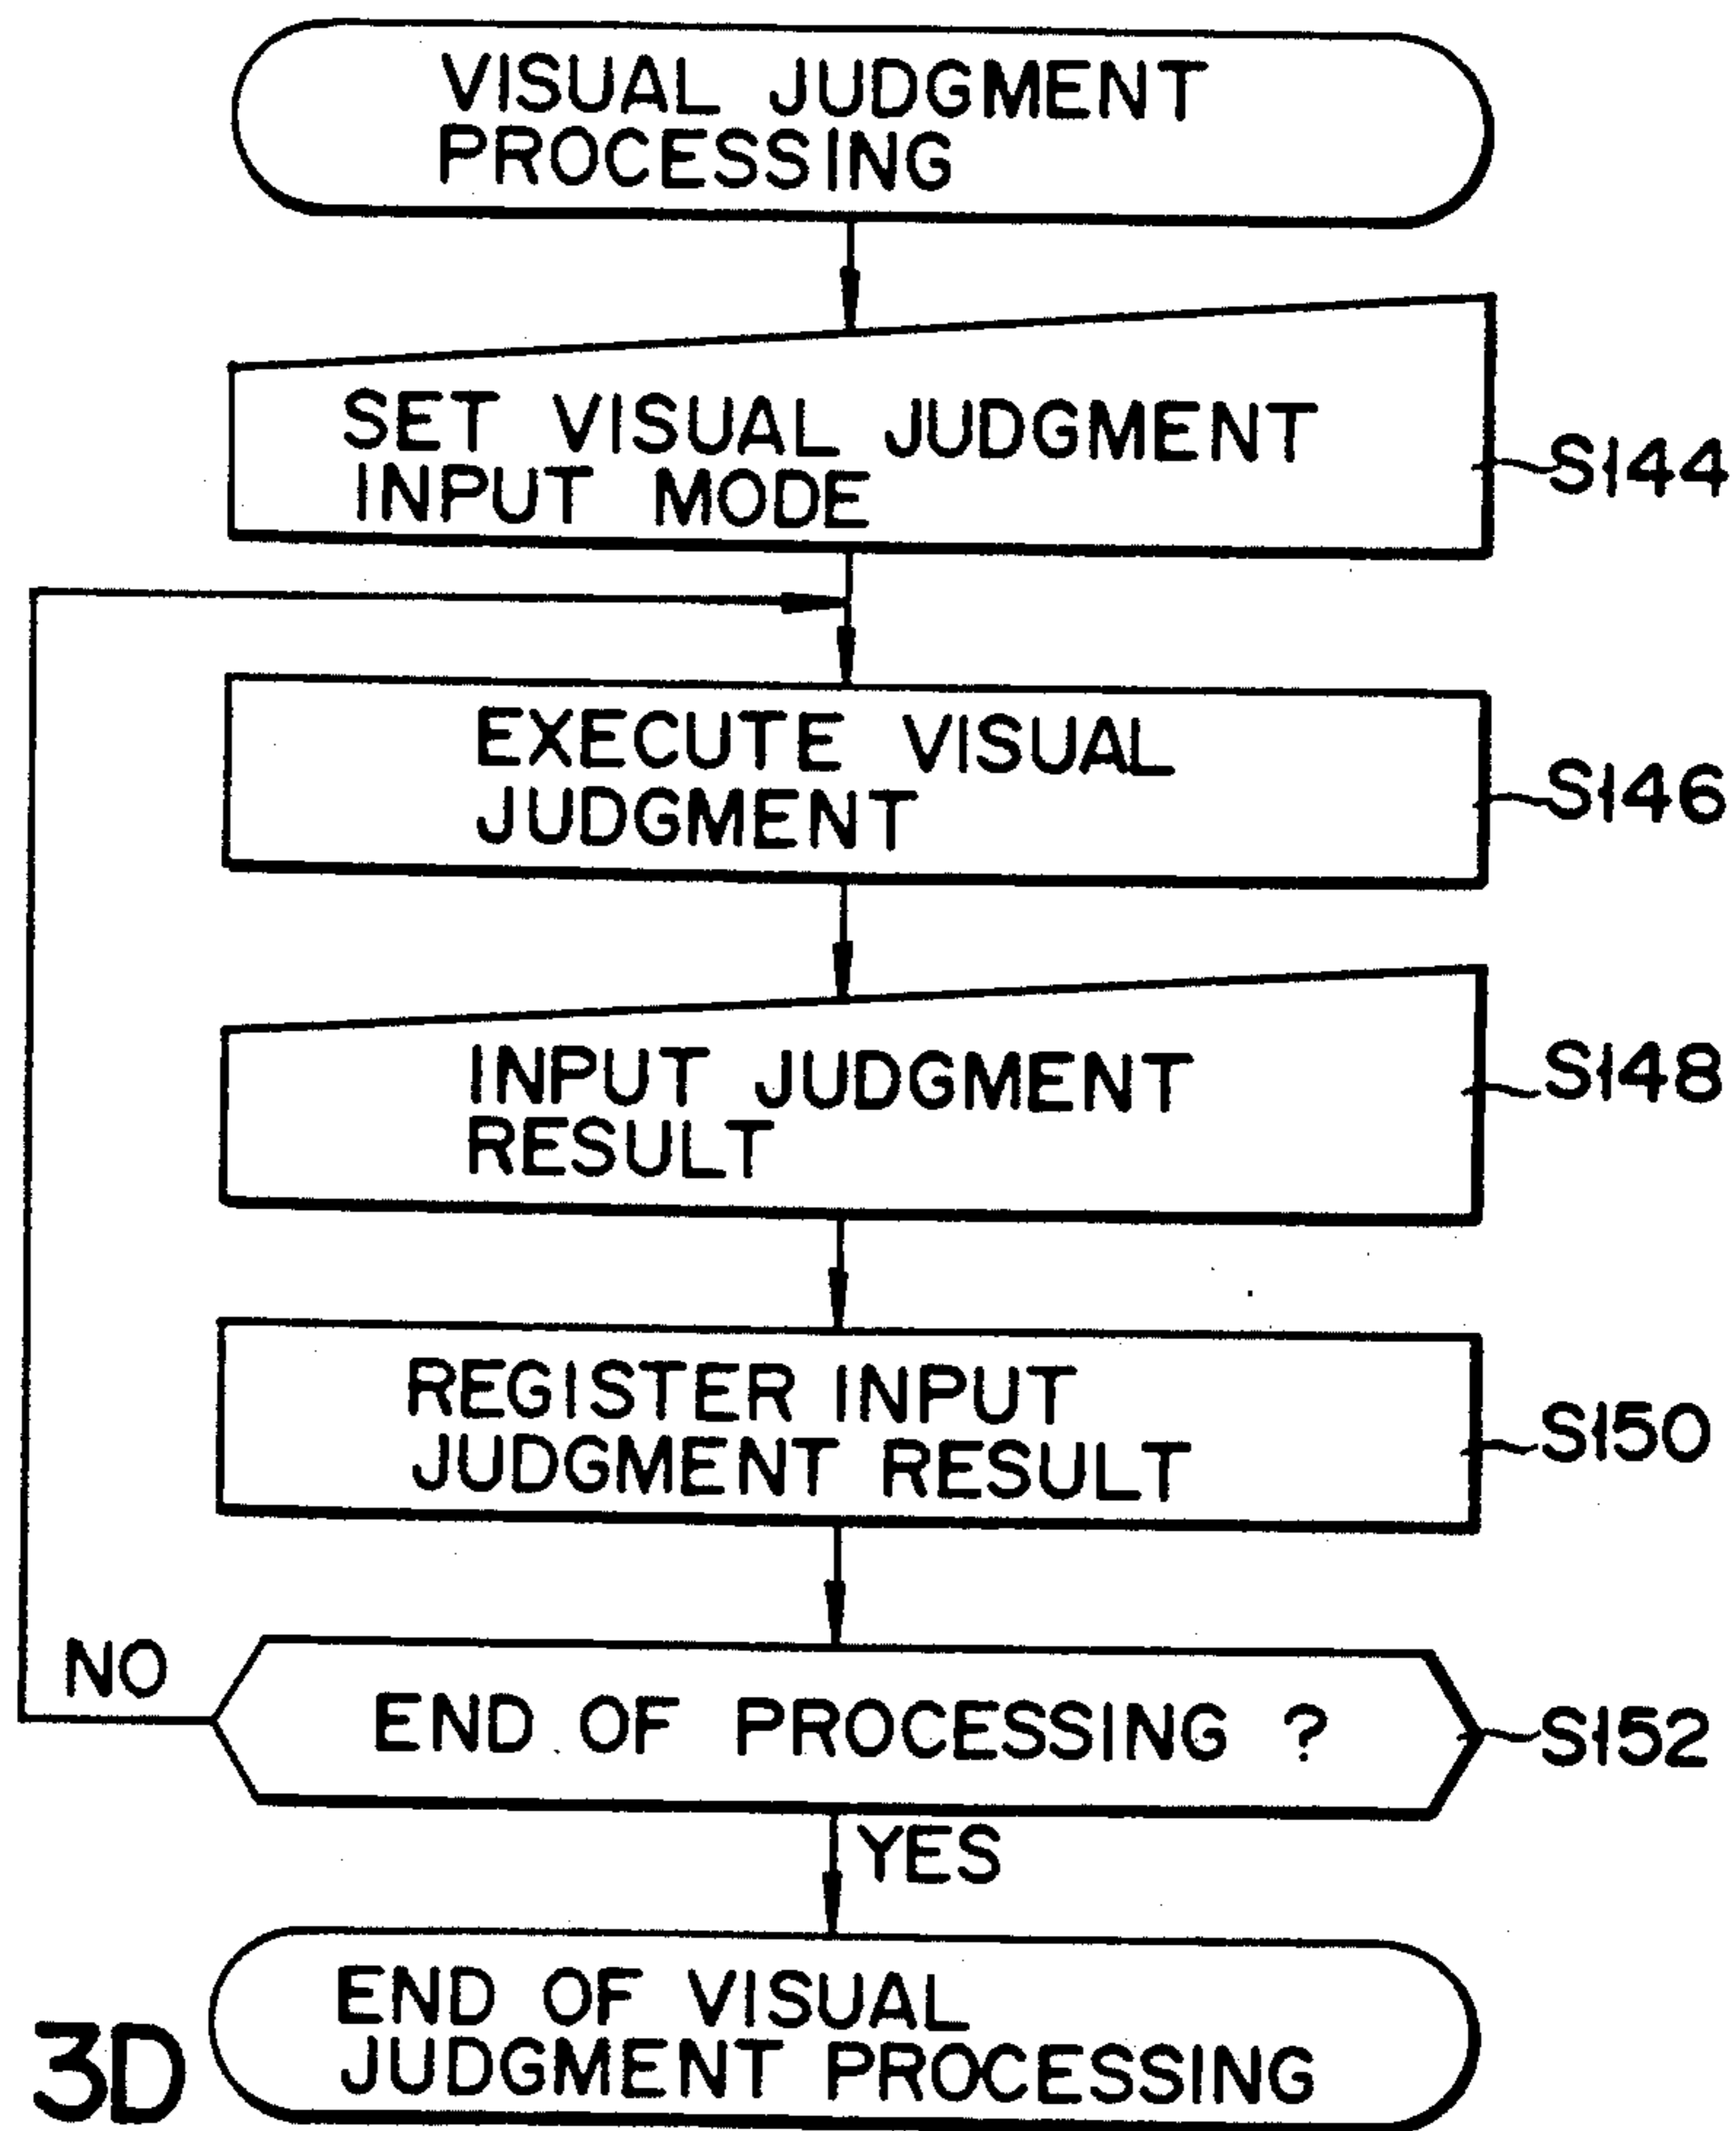 VISUAL JUDGMENT
PROCESSING
SET VISUAL JUDGMENT
INPUT MODE
S144
EXECUTE VISUAL
JUDGMENT
S146
INPUT JUDGMENT
RESULT
S148
REGISTER INPUT
JUDGMENT RESULT
S150
NO
END OF PROCESSING ?
S152
YES
END OF VISUAL
JUDGMENT PROCESSING
3D